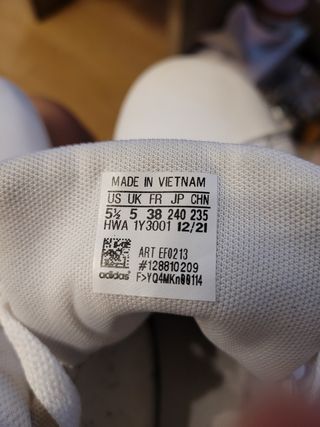 MADE IN VIETNAM
US UK FR JP CHN
5½ 5 38 240 235
HWA 1Y3001 12/21
ART EF0213
#128810209
adidas